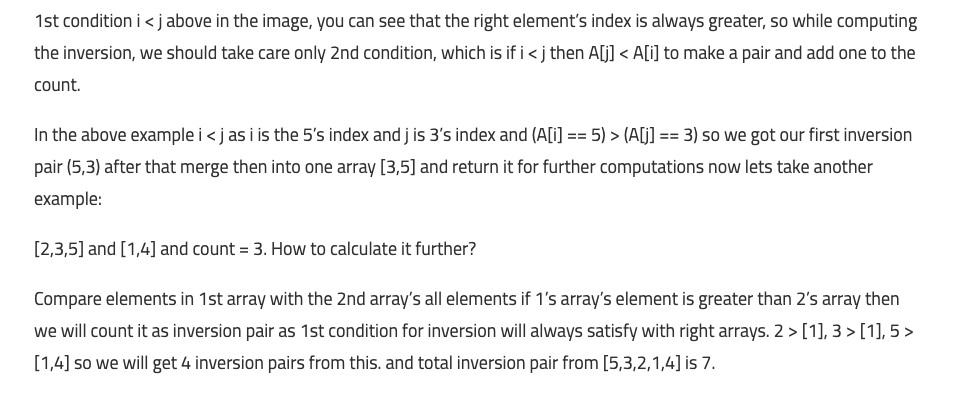 1st condition i < j above in the image, you can see that the right element’s index is always greater, so while computing
the inversion, we should take care only 2nd condition, which is if i < j then A[j] < A[i] to make a pair and add one to the
count.
In the above example i < j as i is the 5’s index and j is 3’s index and (A[i] == 5) > (A[j] == 3) so we got our first inversion
pair (5,3) after that merge then into one array [3,5] and return it for further computations now lets take another
example:
[2,3,5] and [1,4] and count = 3. How to calculate it further?
Compare elements in 1st array with the 2nd array’s all elements if 1’s array’s element is greater than 2’s array then
we will count it as inversion pair as 1st condition for inversion will always satisfy with right arrays. 2 > [1], 3 > [1], 5 >
[1,4] so we will get 4 inversion pairs from this. and total inversion pair from [5,3,2,1,4] is 7.